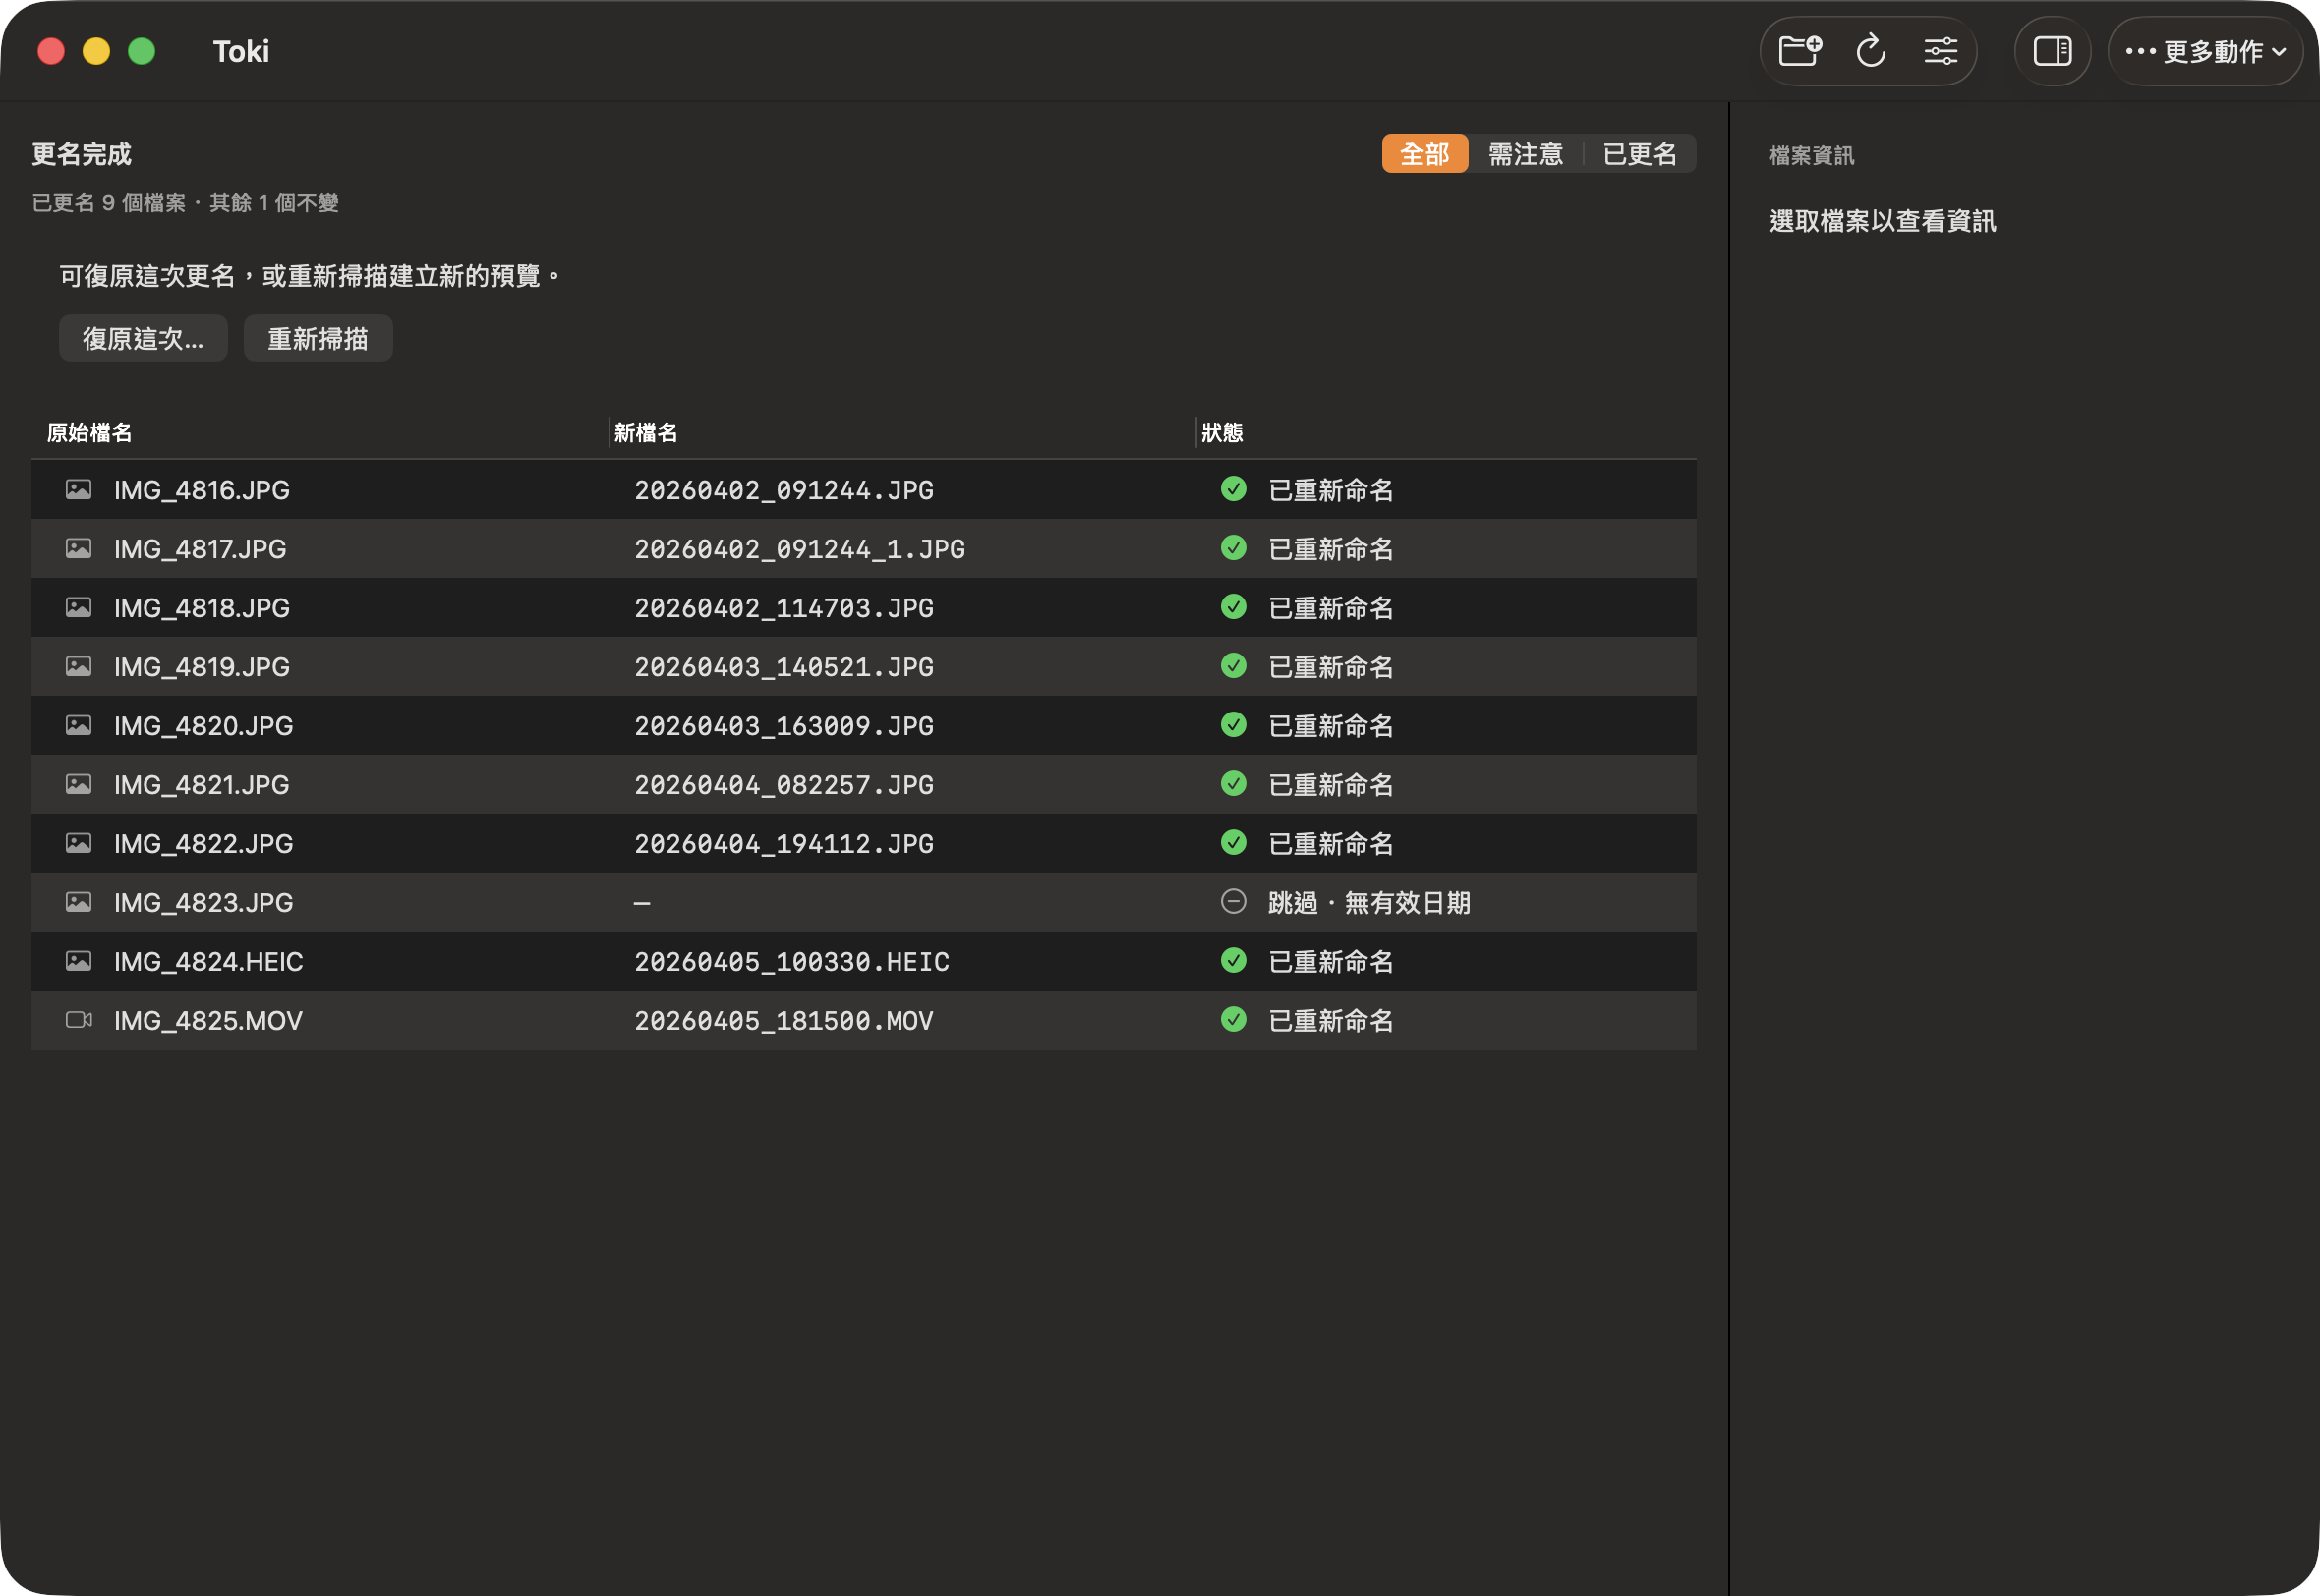 Toki
更多動作
更名完成
全部 需注意 已更名
已更名 9 個檔案・其餘 1 個不變
可復原這次更名，或重新掃描建立新的預覽。
復原這次… 重新掃描
原始檔名 新檔名 狀態
IMG_4816.JPG 20260402_091244.JPG 已重新命名
IMG_4817.JPG 20260402_091244_1.JPG 已重新命名
IMG_4818.JPG 20260402_114703.JPG 已重新命名
IMG_4819.JPG 20260403_140521.JPG 已重新命名
IMG_4820.JPG 20260403_163009.JPG 已重新命名
IMG_4821.JPG 20260404_082257.JPG 已重新命名
IMG_4822.JPG 20260404_194112.JPG 已重新命名
IMG_4823.JPG — 跳過・無有效日期
IMG_4824.HEIC 20260405_100330.HEIC 已重新命名
IMG_4825.MOV 20260405_181500.MOV 已重新命名
檔案資訊
選取檔案以查看資訊